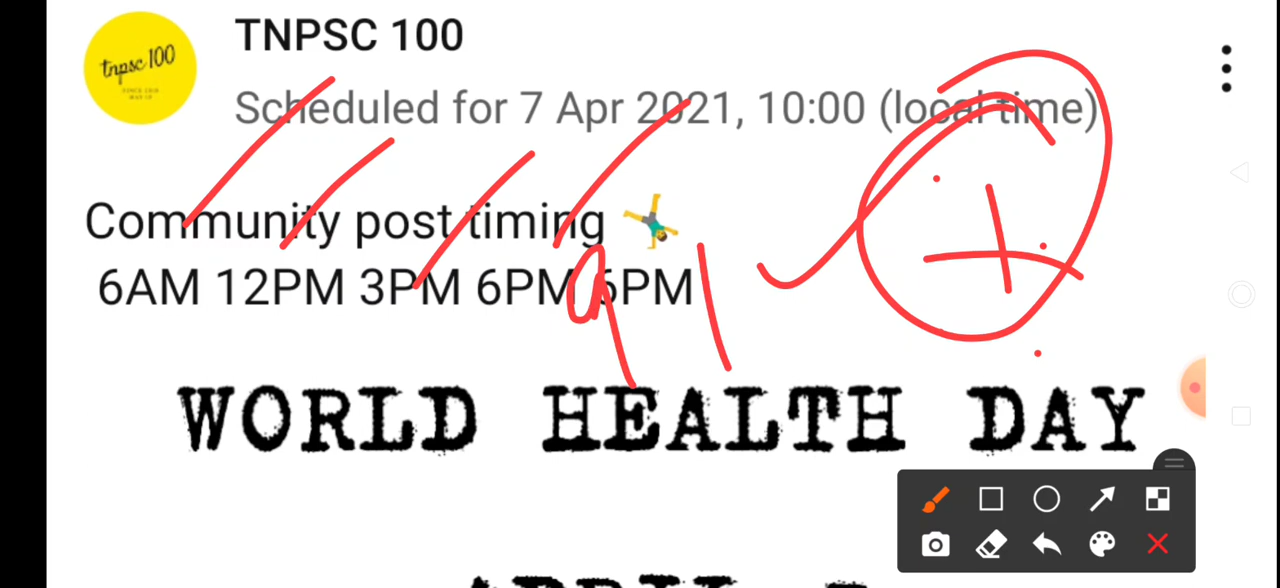 TNPSC 100
tnpsc 100
Scheduled for 7 Apr 2021, 10:00 (local time)
Community post timing 🤸‍♂️
6AM 12PM 3PM 6PM 6PM
9
WORLD HEALTH DAY